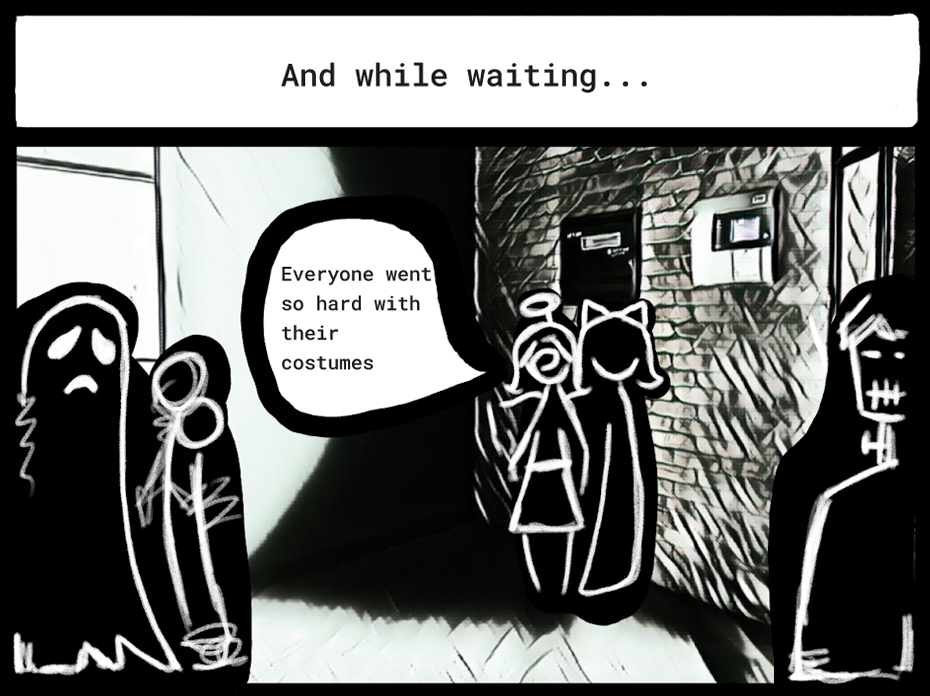 And while waiting...
Everyone went
so hard with
their
costumes